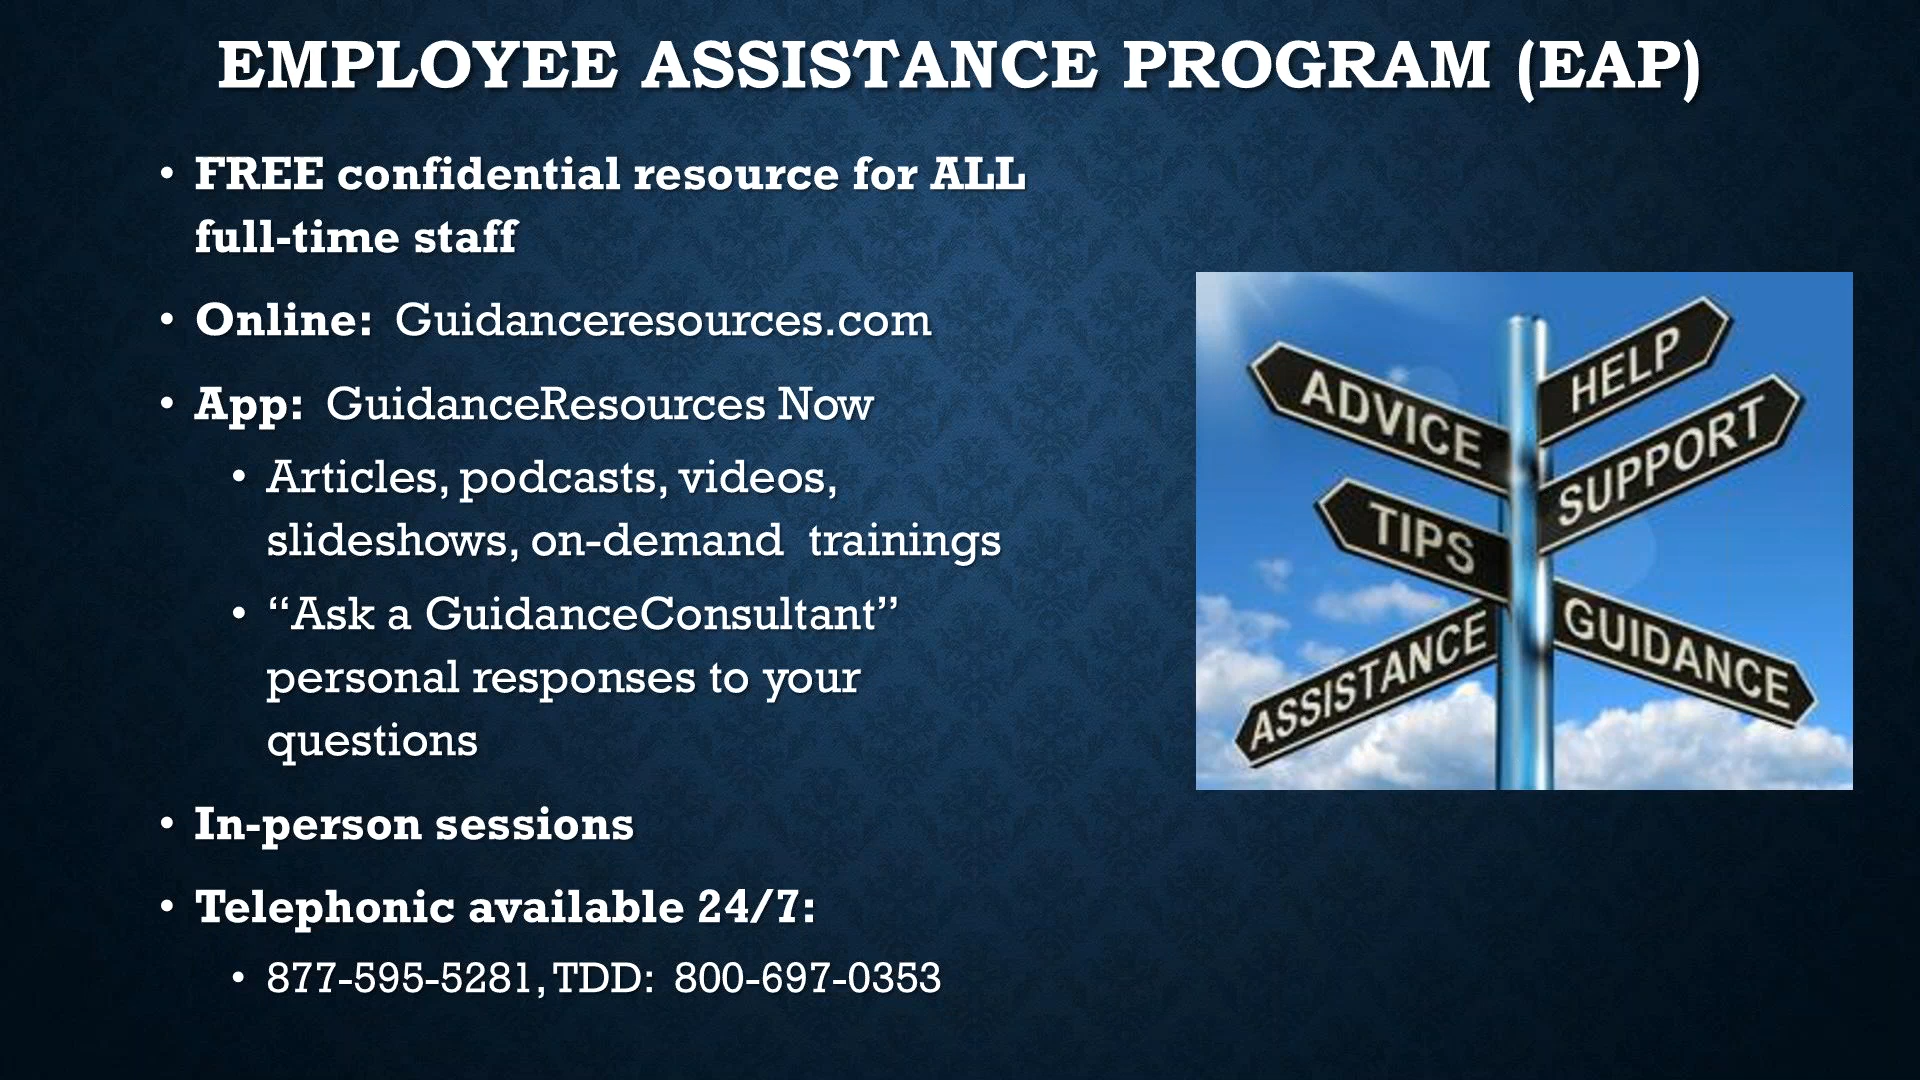 EMPLOYEE ASSISTANCE PROGRAM (EAP)
• FREE confidential resource for ALL
full-time staff
• Online:  Guidanceresources.com
• App:  GuidanceResources Now
• Articles, podcasts, videos,
slideshows, on-demand  trainings
• “Ask a GuidanceConsultant”
personal responses to your
questions
• In-person sessions
• Telephonic available 24/7:
• 877-595-5281, TDD:  800-697-0353
HELP
ADVICE
SUPPORT
TIPS
GUIDANCE
ASSISTANCE